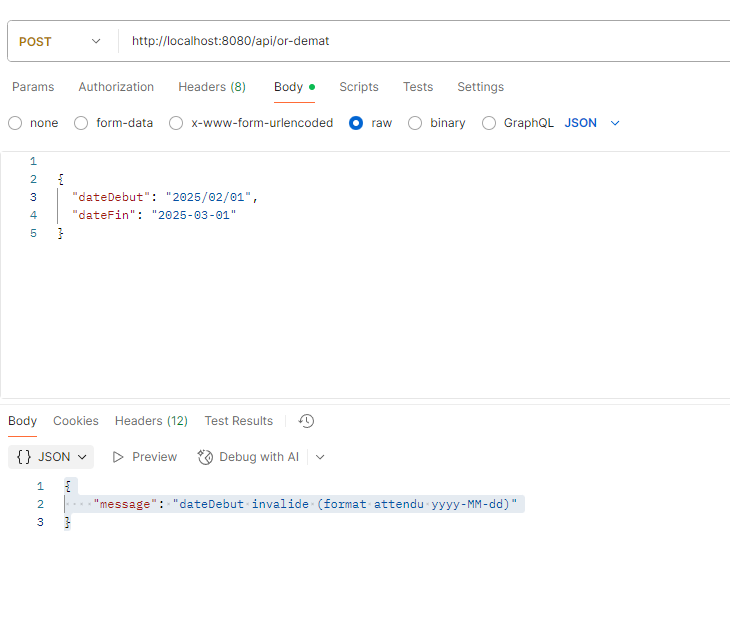 POST http://localhost:8080/api/or-demat
Params Authorization Headers (8) Body Scripts Tests Settings
none form-data x-www-form-urlencoded raw binary GraphQL JSON
1
2 {
3 "dateDebut": "2025/02/01",
4 "dateFin": "2025-03-01"
5 }
Body Cookies Headers (12) Test Results
{} JSON Preview Debug with AI
1 {
2 "message": "dateDebut invalide (format attendu yyyy-MM-dd)"
3 }